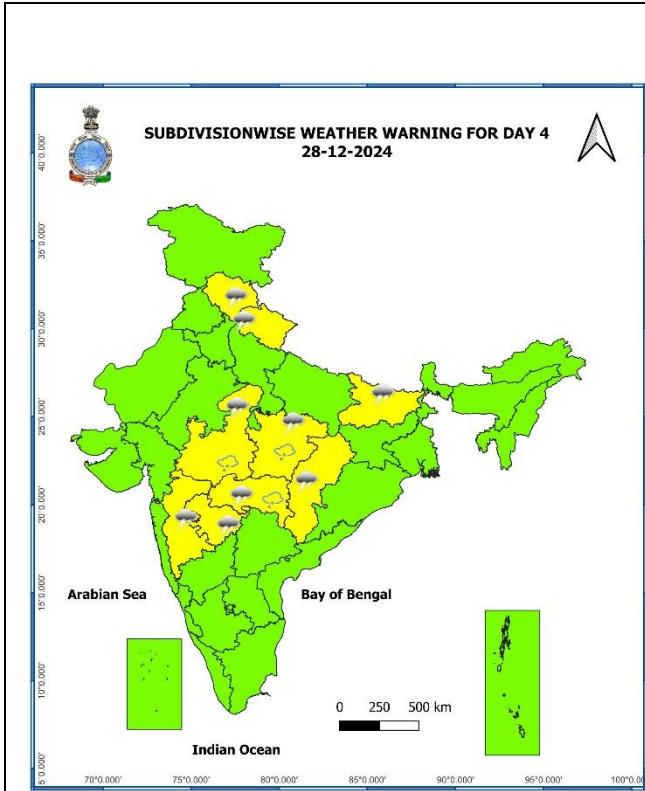 SUBDIVISIONWISE WEATHER WARNING FOR DAY 4
28-12-2024
40°0.000'
35°0.000'
30°0.000'
25°0.000'
20°0.000'
15°0.000'
10°0.000'
5°0.000'
Arabian Sea
Bay of Bengal
0 250 500 km
Indian Ocean
70°0.000' 75°0.000' 80°0.000' 85°0.000' 90°0.000' 95°0.000' 100°0.0